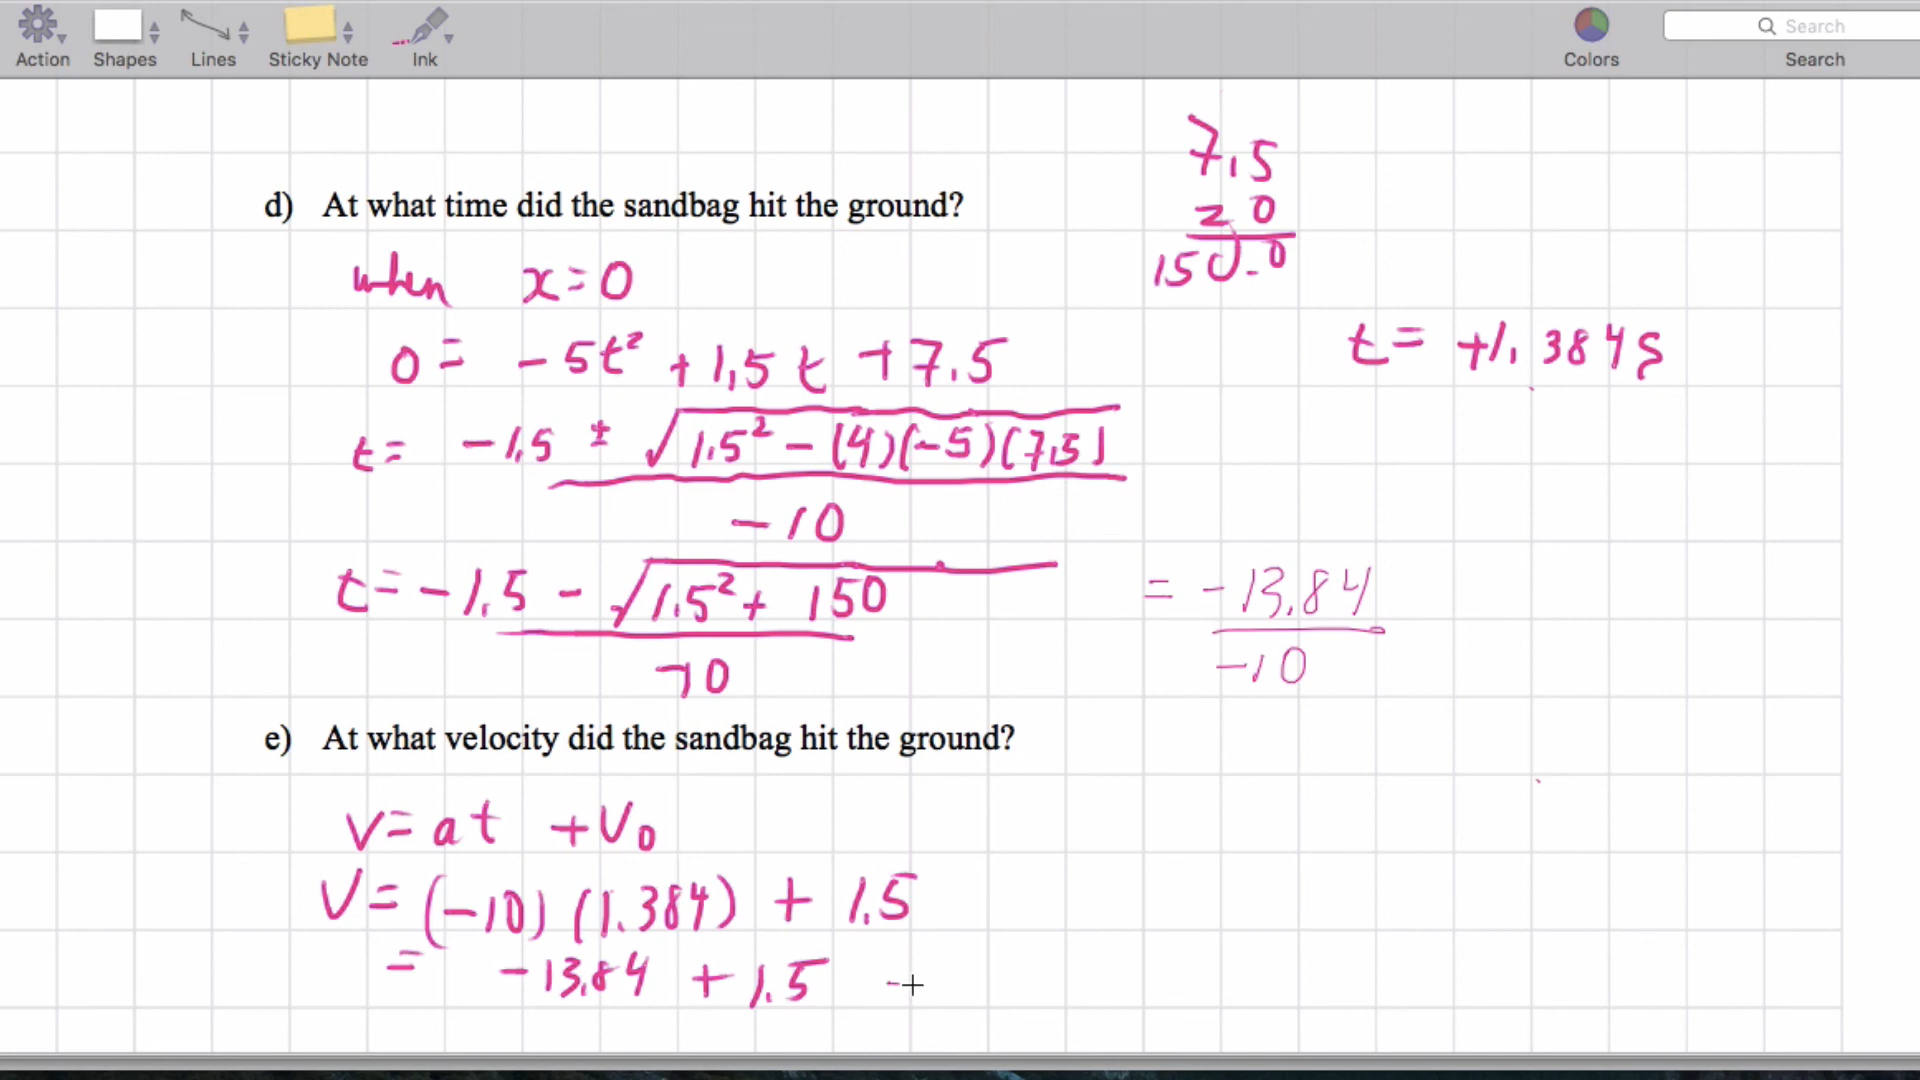 Action Shapes Lines Sticky Note Ink Colors Search
Search
7.5
20
150.0
d) At what time did the sandbag hit the ground?
when x=0
0 = -5t² + 1.5t + 7.5
t = +1.384s
t = -1.5 ± √1.5² - (4)(-5)(7.5)
-10
t = -1.5 - √1.5² + 150
-10
= -13.84
-10
e) At what velocity did the sandbag hit the ground?
V = at + V₀
V = (-10)(1.384) + 1.5
= -13.84 + 1.5 -